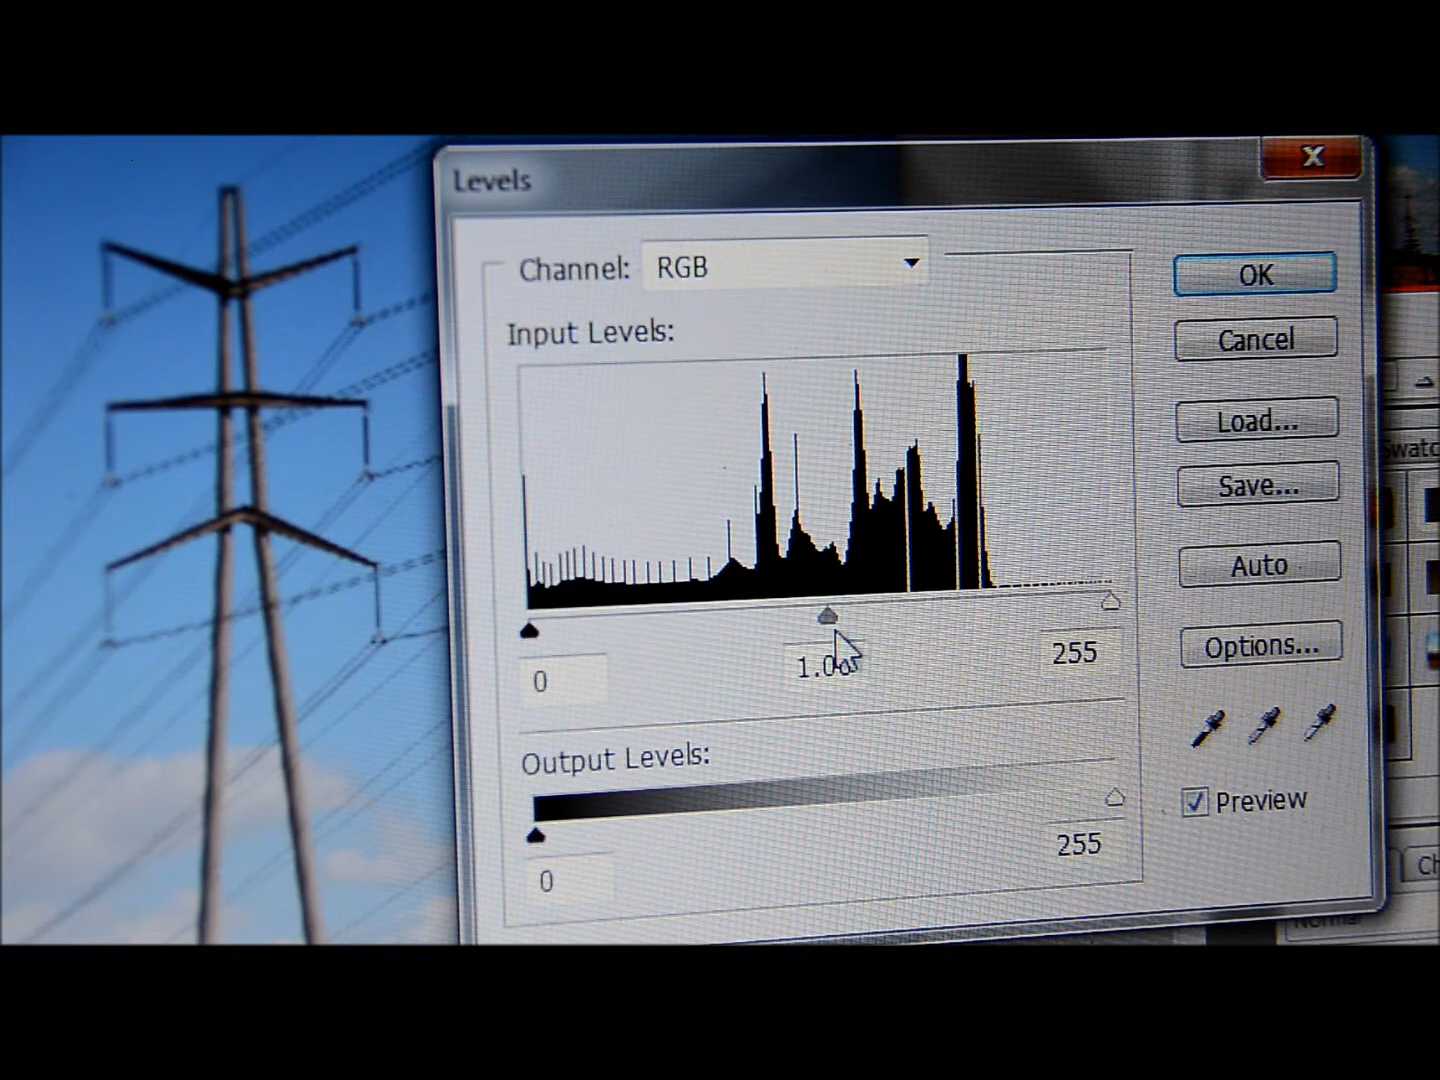 Levels
X
Channel: RGB
OK
Input Levels:
Cancel
Load...
Save...
Auto
0
255
Options...
Output Levels:
Preview
0
255